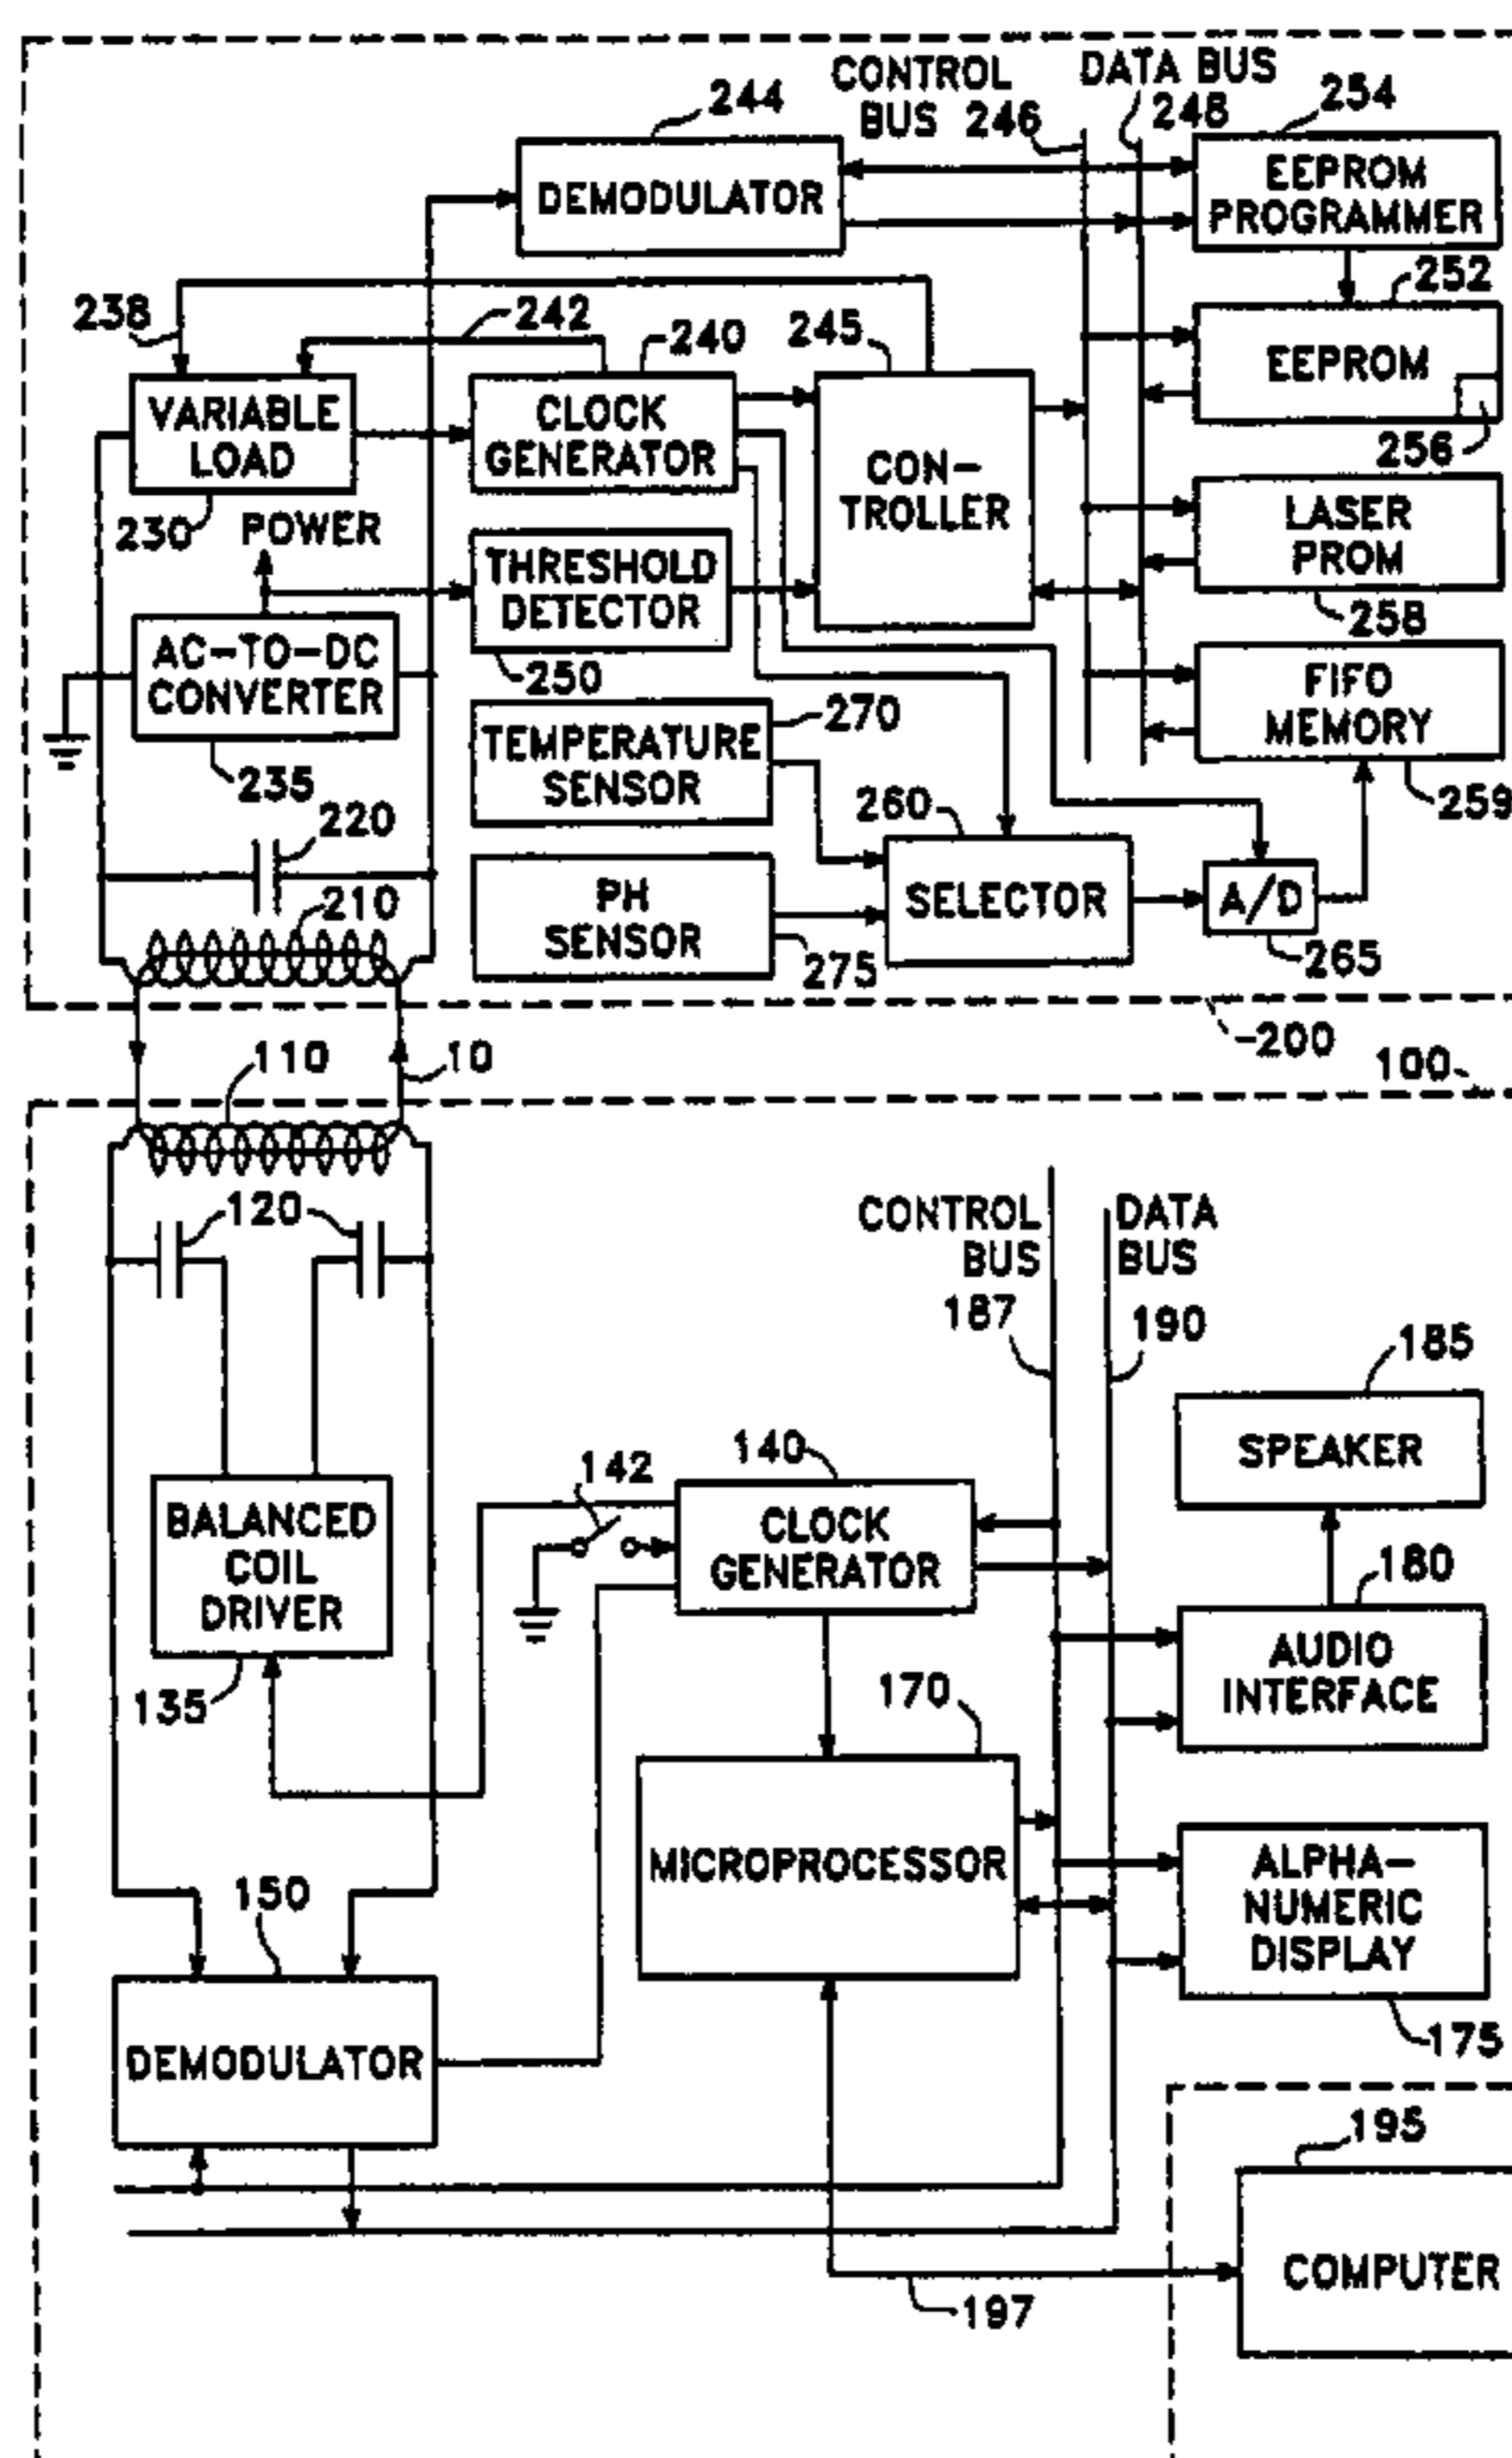 CONTROL
BUS 246
DATA BUS
248
244
254
DEMODULATOR
EEPROM
PROGRAMMER
238
242
240
245
252
VARIABLE
LOAD
CLOCK
GENERATOR
CON-
TROLLER
EEPROM
256
230
POWER
THRESHOLD
DETECTOR
LASER
PROM
258
AC-TO-DC
CONVERTER
250
235
270
TEMPERATURE
SENSOR
FIFO
MEMORY
259
220
260
210
PH
SENSOR
275
SELECTOR
A/D
265
200
100
110
10
120
CONTROL
BUS
187
DATA
BUS
190
185
SPEAKER
142
140
BALANCED
COIL
DRIVER
135
CLOCK
GENERATOR
180
AUDIO
INTERFACE
170
MICROPROCESSOR
ALPHA-
NUMERIC
DISPLAY
175
150
DEMODULATOR
195
COMPUTER
197